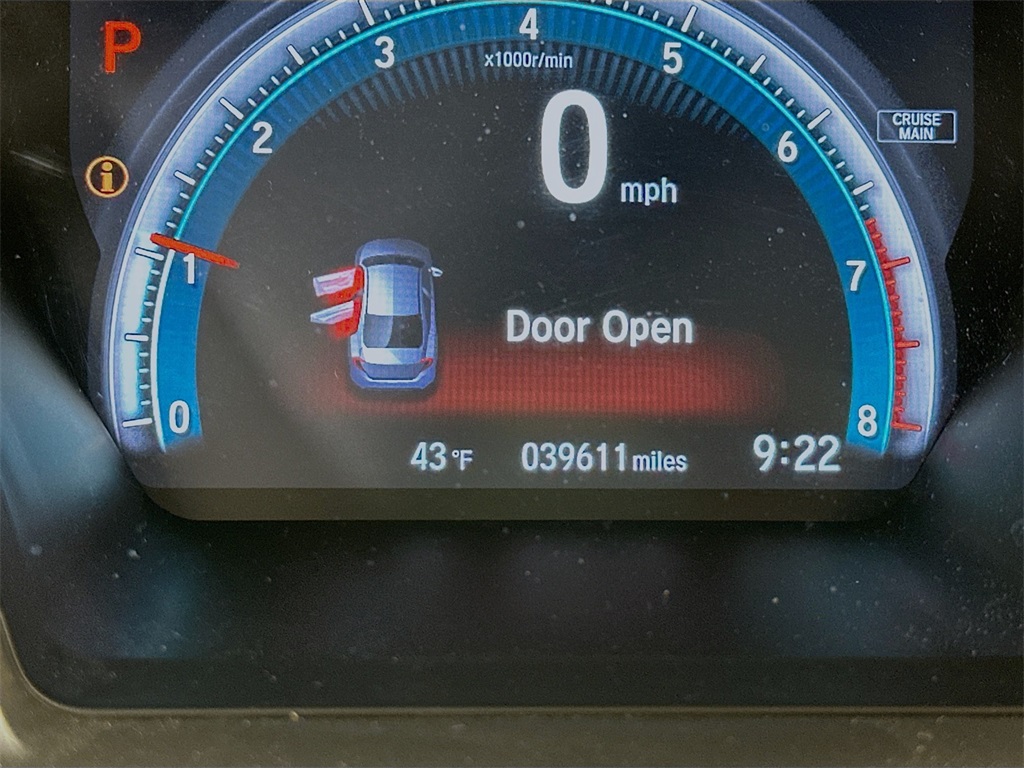 P
0
1
2
3
4
5
6
7
8
x1000r/min
0 mph
CRUISE
MAIN
i
Door Open
43°F 039611miles 9:22